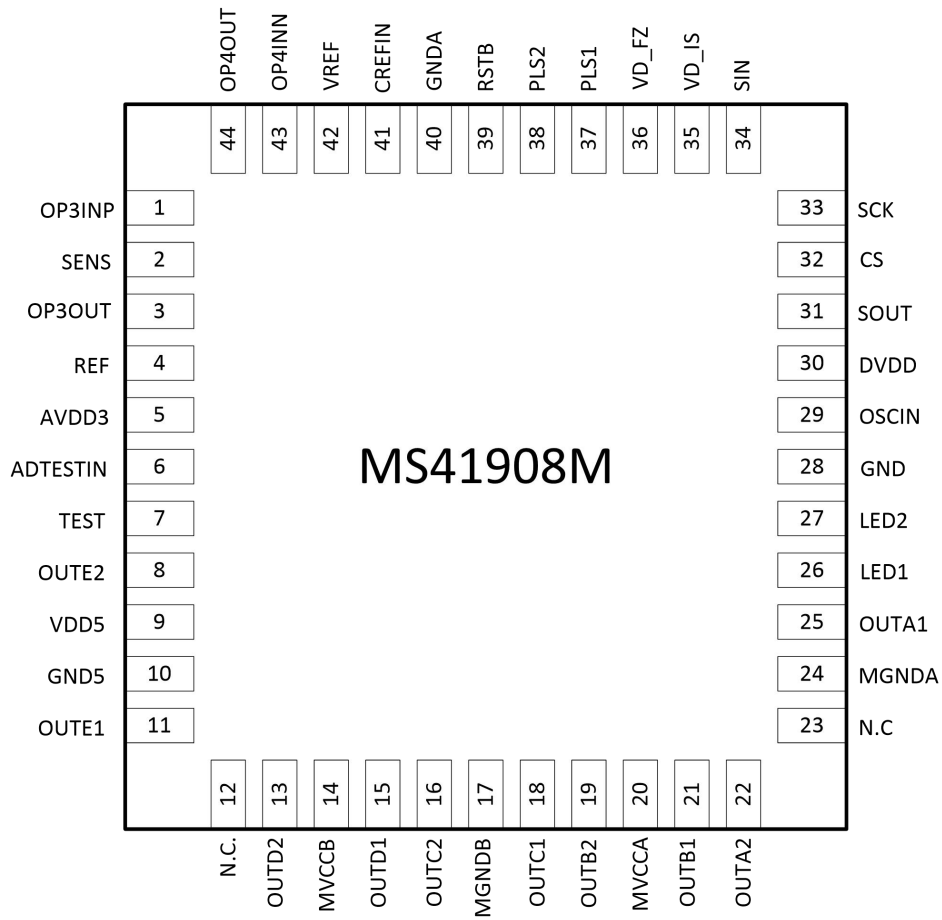 OP4OUT
OP4INN
VREF
CREFIN
GNDA
RSTB
PLS2
PLS1
VD_FZ
VD_IS
SIN
44
43
42
41
40
39
38
37
36
35
34
OP3INP 1
SENS 2
OP3OUT 3
REF 4
AVDD3 5
ADTESTIN 6
TEST 7
OUTE2 8
VDD5 9
GND5 10
OUTE1 11
MS41908M
33 SCK
32 CS
31 SOUT
30 DVDD
29 OSCIN
28 GND
27 LED2
26 LED1
25 OUTA1
24 MGNDA
23 N.C
12
13
14
15
16
17
18
19
20
21
22
N.C.
OUTD2
MVCCB
OUTD1
OUTC2
MGNDB
OUTC1
OUTB2
MVCCA
OUTB1
OUTA2